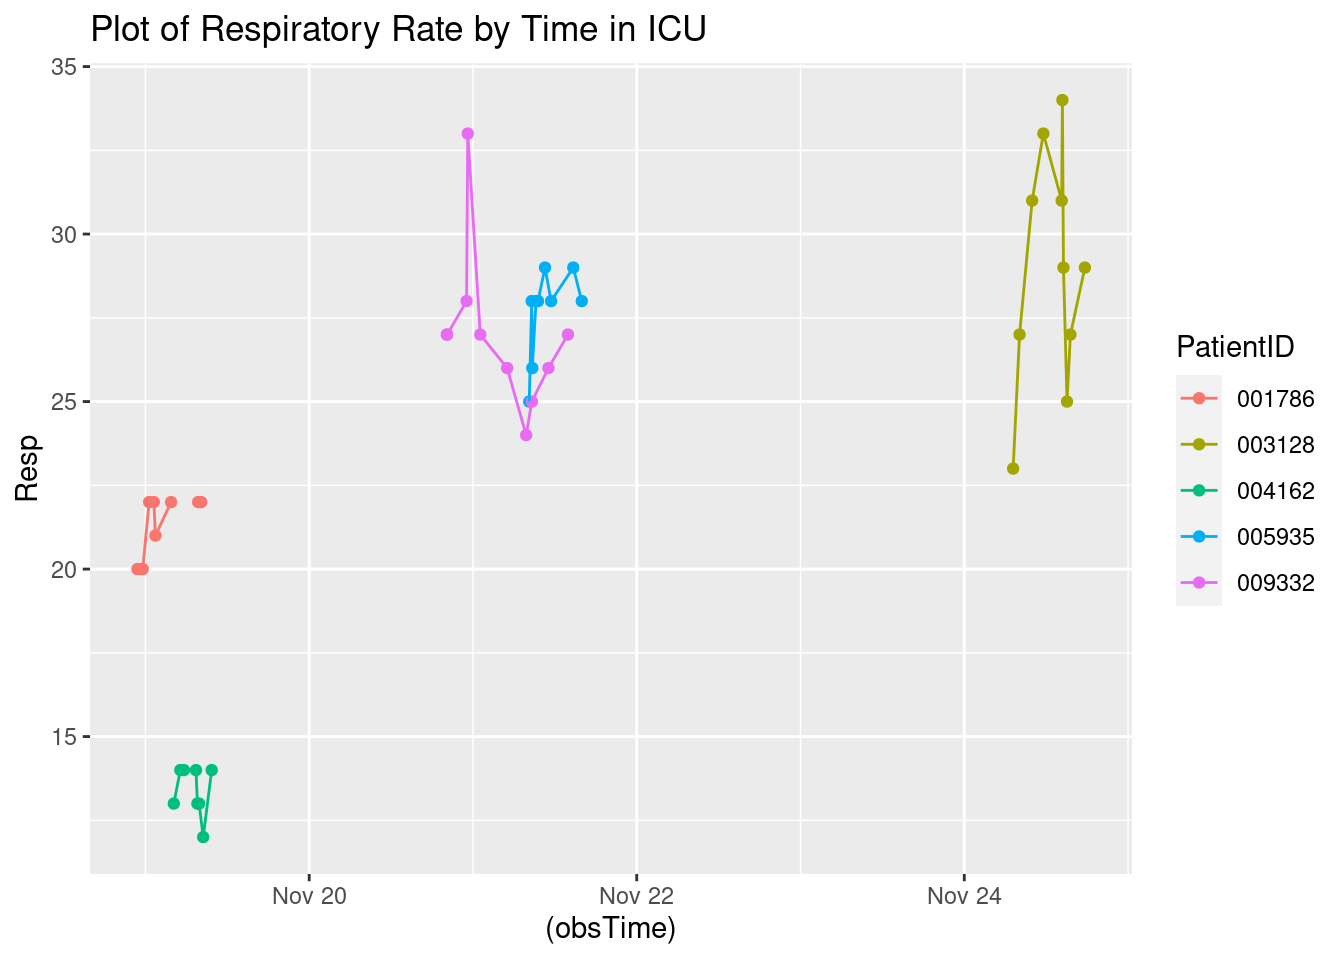 Plot of Respiratory Rate by Time in ICU
35
30
25
20
15
Resp
Nov 20
Nov 22
Nov 24
(obsTime)
PatientID
001786
003128
004162
005935
009332